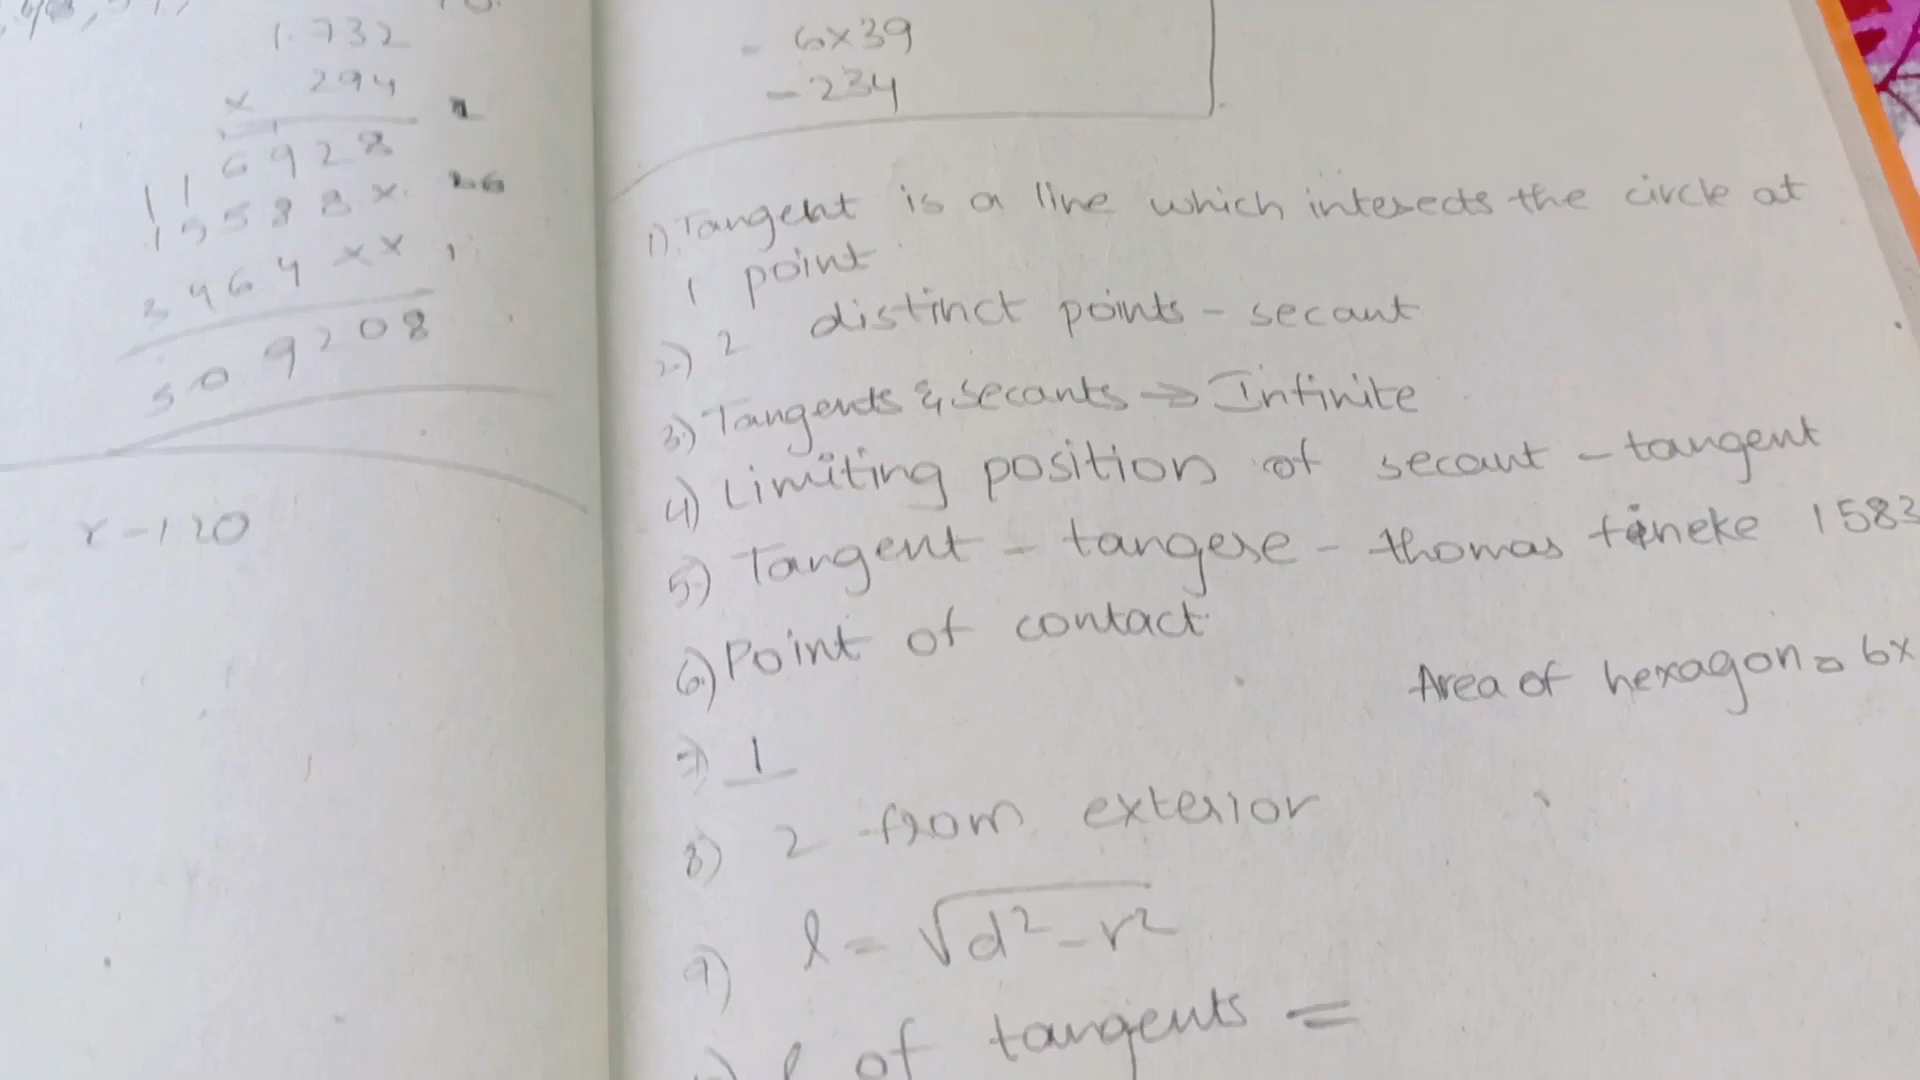 1.732
× 294
6928
15588×
3464××
509208
r-120
- 6×39
- 234
1) Tangent is a line which intersects the circle at
1 point
2) 2 distinct points - secant
3) Tangents & secants → Infinite
4) Limiting position of secant - tangent
5) Tangent - tangere - thomas fineke 1583
6) Point of contact
Area of hexagon = 6x
7) 1
8) 2 from exterior
9) l = √d²-r²
l of tangents =